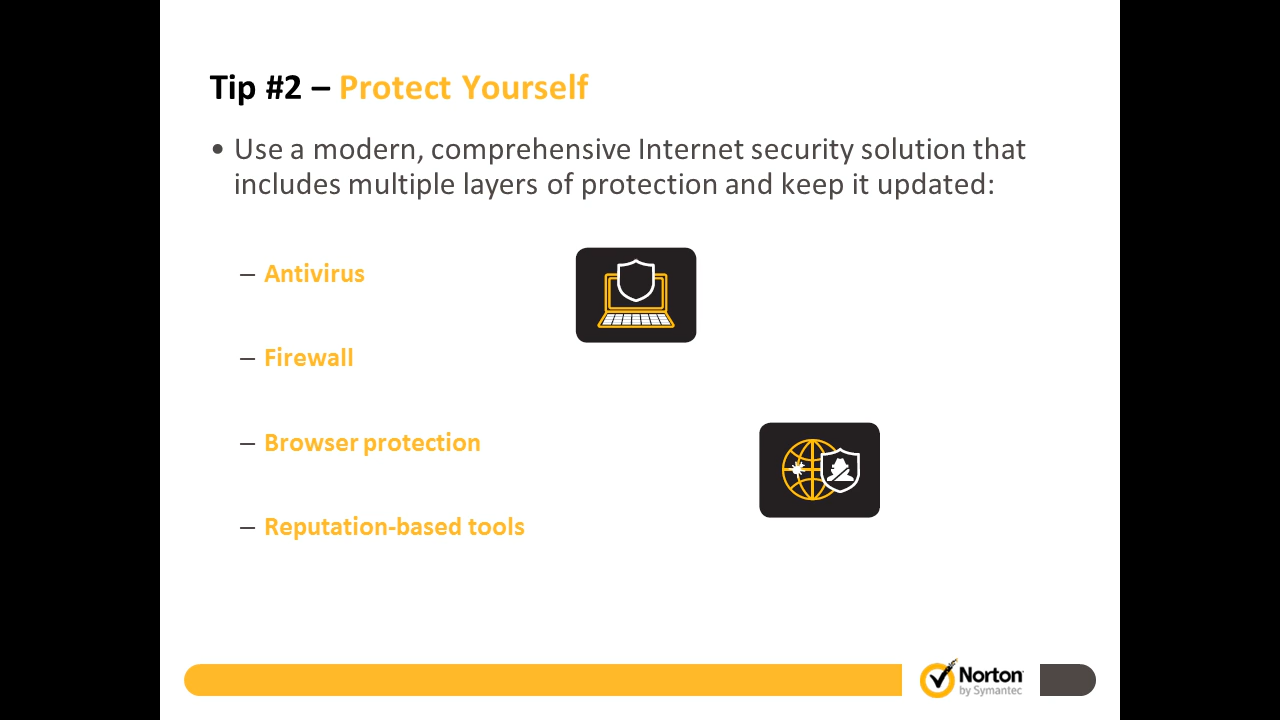 Tip #2 – Protect Yourself
• Use a modern, comprehensive Internet security solution that
includes multiple layers of protection and keep it updated:
– Antivirus
– Firewall
– Browser protection
– Reputation-based tools
Norton
by Symantec